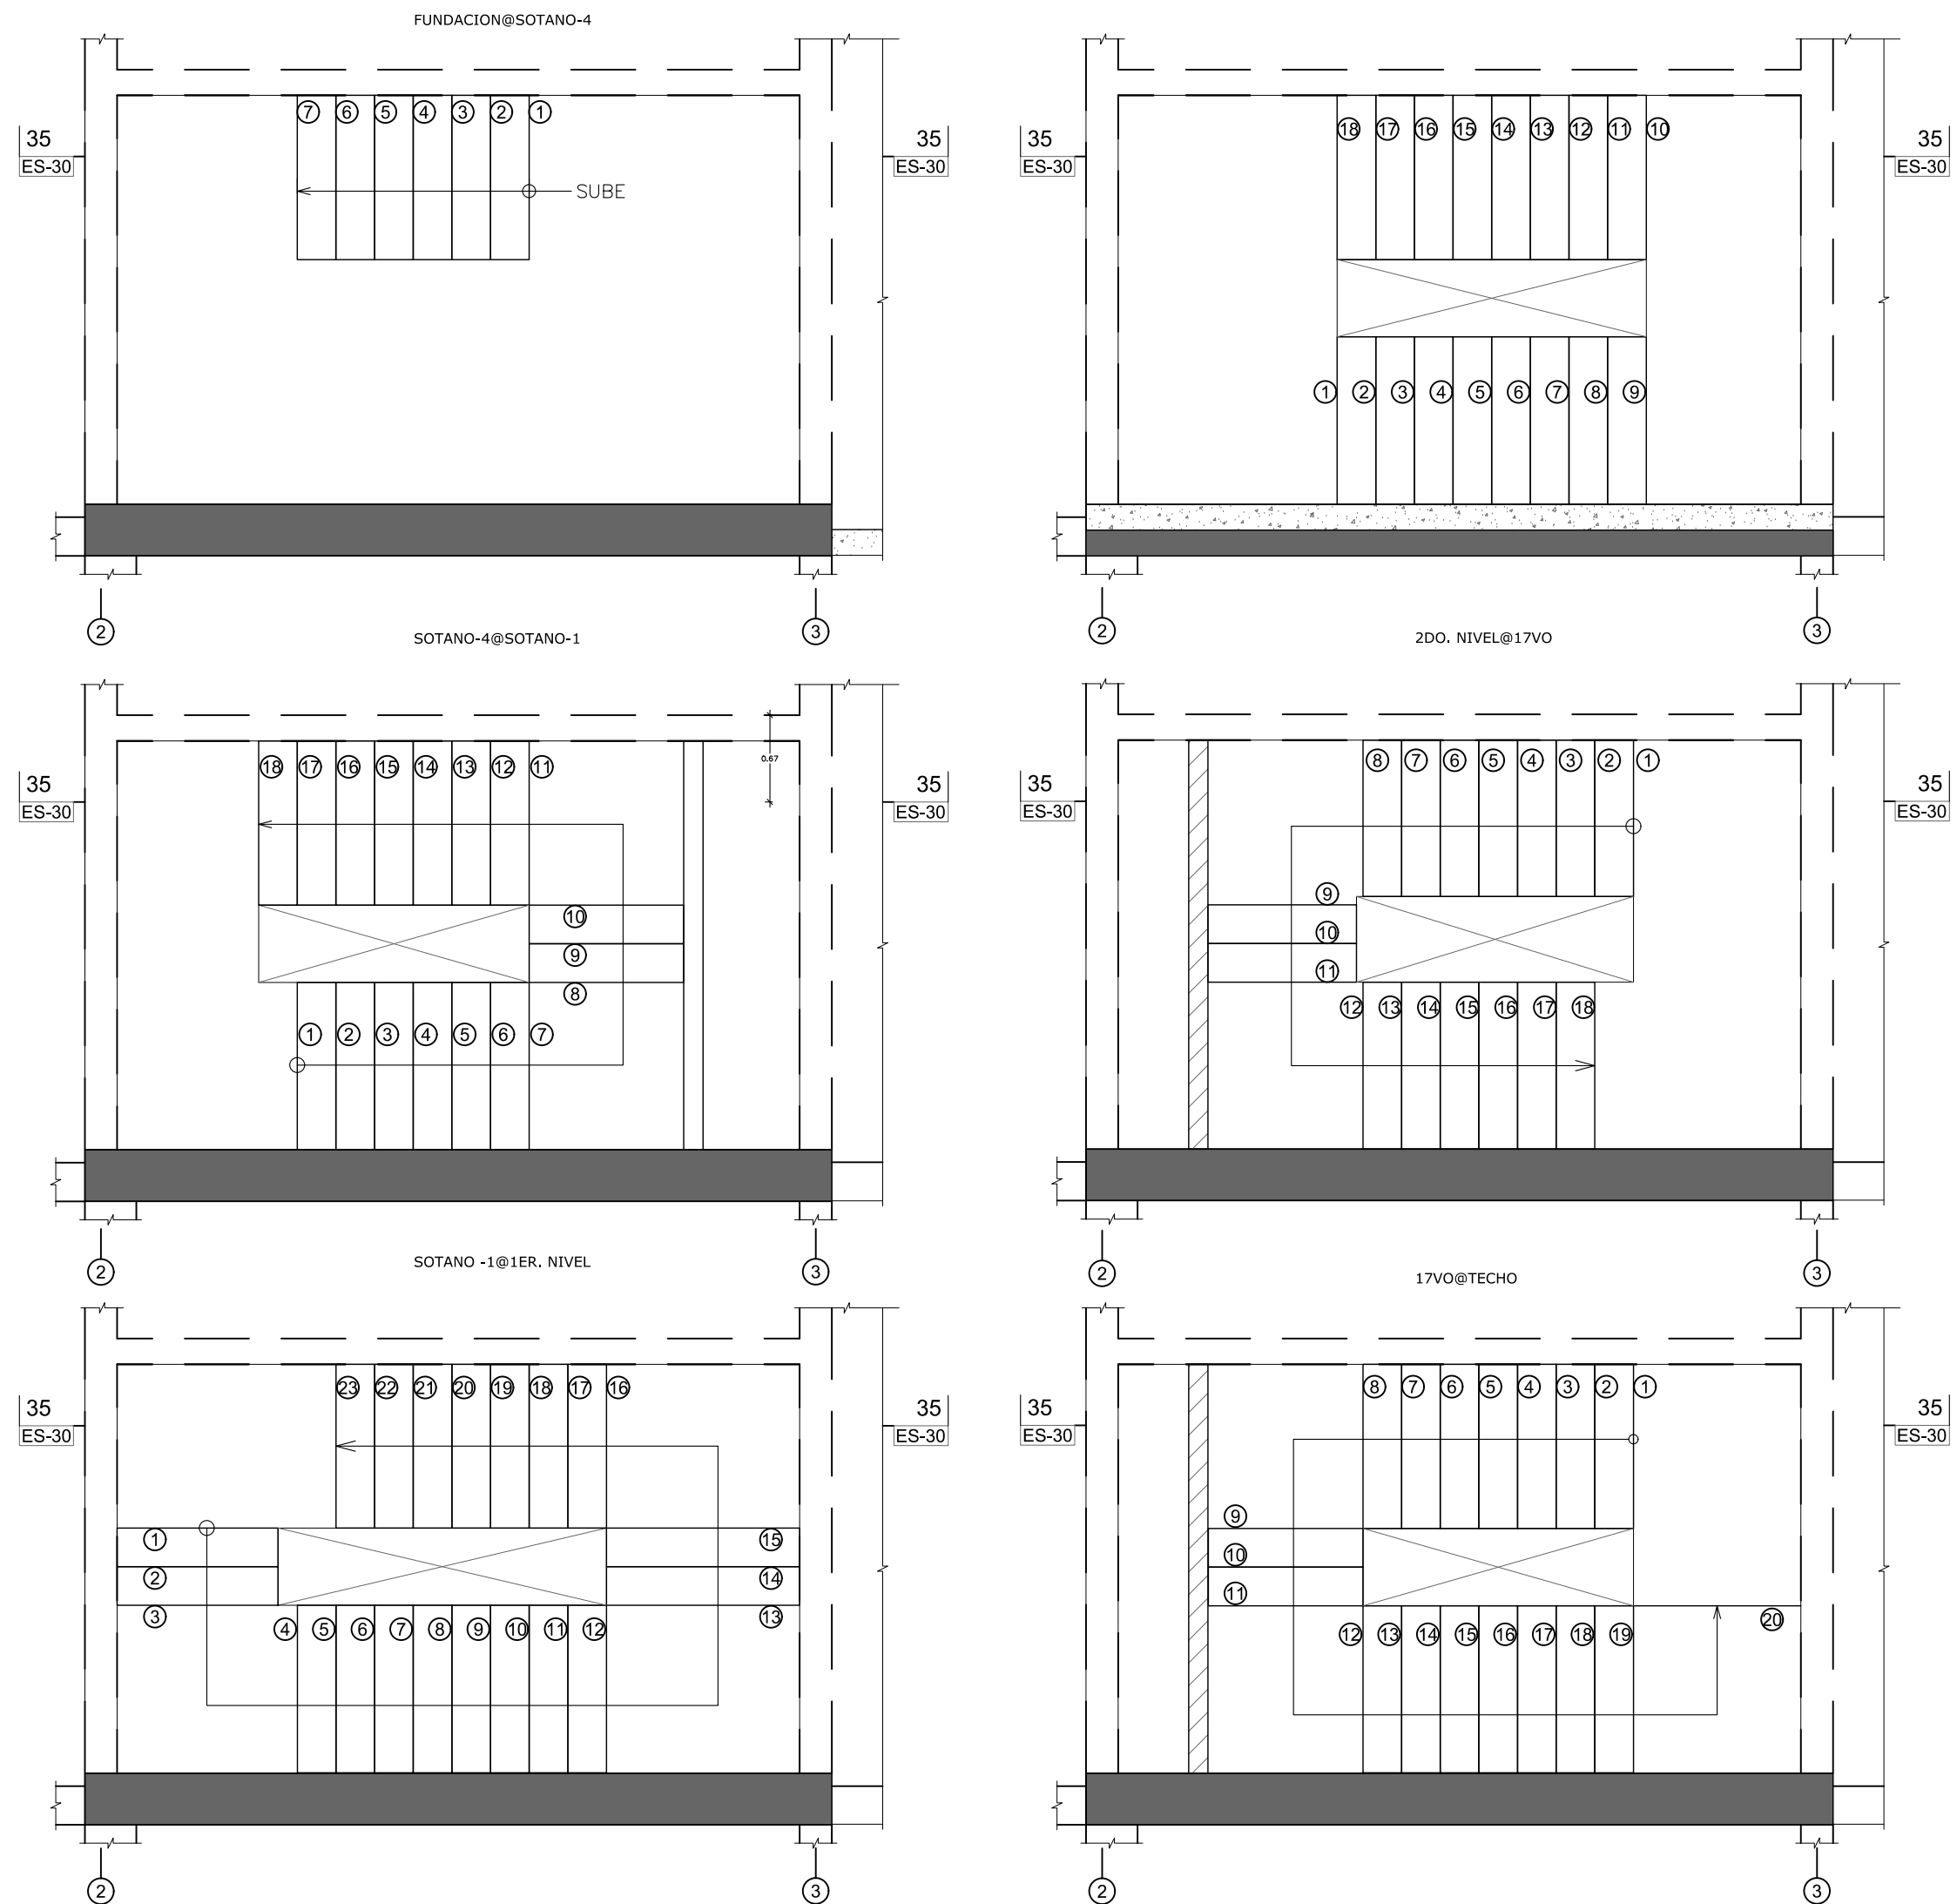 FUNDACION@SOTANO-4
7 6 5 4 3 2 1
35
ES-30
35
ES-30
SUBE
2 3
18 17 16 15 14 13 12 11 10
35
ES-30
35
ES-30
1 2 3 4 5 6 7 8 9
2 3
SOTANO-4@SOTANO-1
0.67
18 17 16 15 14 13 12 11
35
ES-30
35
ES-30
10
9
8
1 2 3 4 5 6 7
2 3
2DO. NIVEL@17VO
8 7 6 5 4 3 2 1
35
ES-30
35
ES-30
9
10
11
12 13 14 15 16 17 18
2 3
SOTANO -1@1ER. NIVEL
23 22 21 20 19 18 17 16
35
ES-30
35
ES-30
1 15
2 14
3 13
4 5 6 7 8 9 10 11 12
2 3
17VO@TECHO
8 7 6 5 4 3 2 1
35
ES-30
35
ES-30
9
10
11
20
12 13 14 15 16 17 18 19
2 3